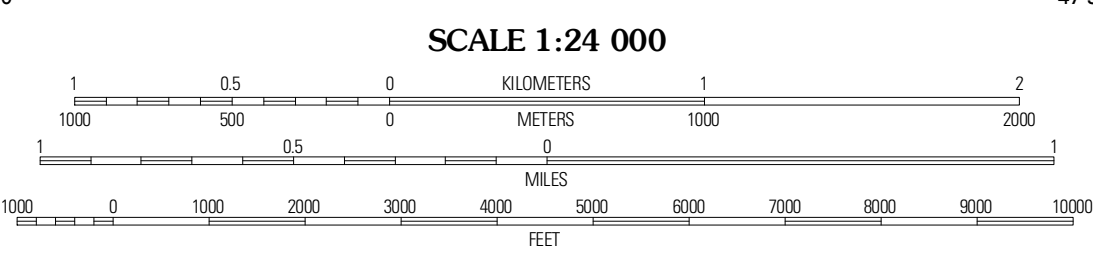 SCALE 1:24 000
1 0.5 0 KILOMETERS 1 2
1000 500 0 METERS 1000 2000
1 0.5 0 1
MILES
1000 0 1000 2000 3000 4000 5000 6000 7000 8000 9000 10000
FEET